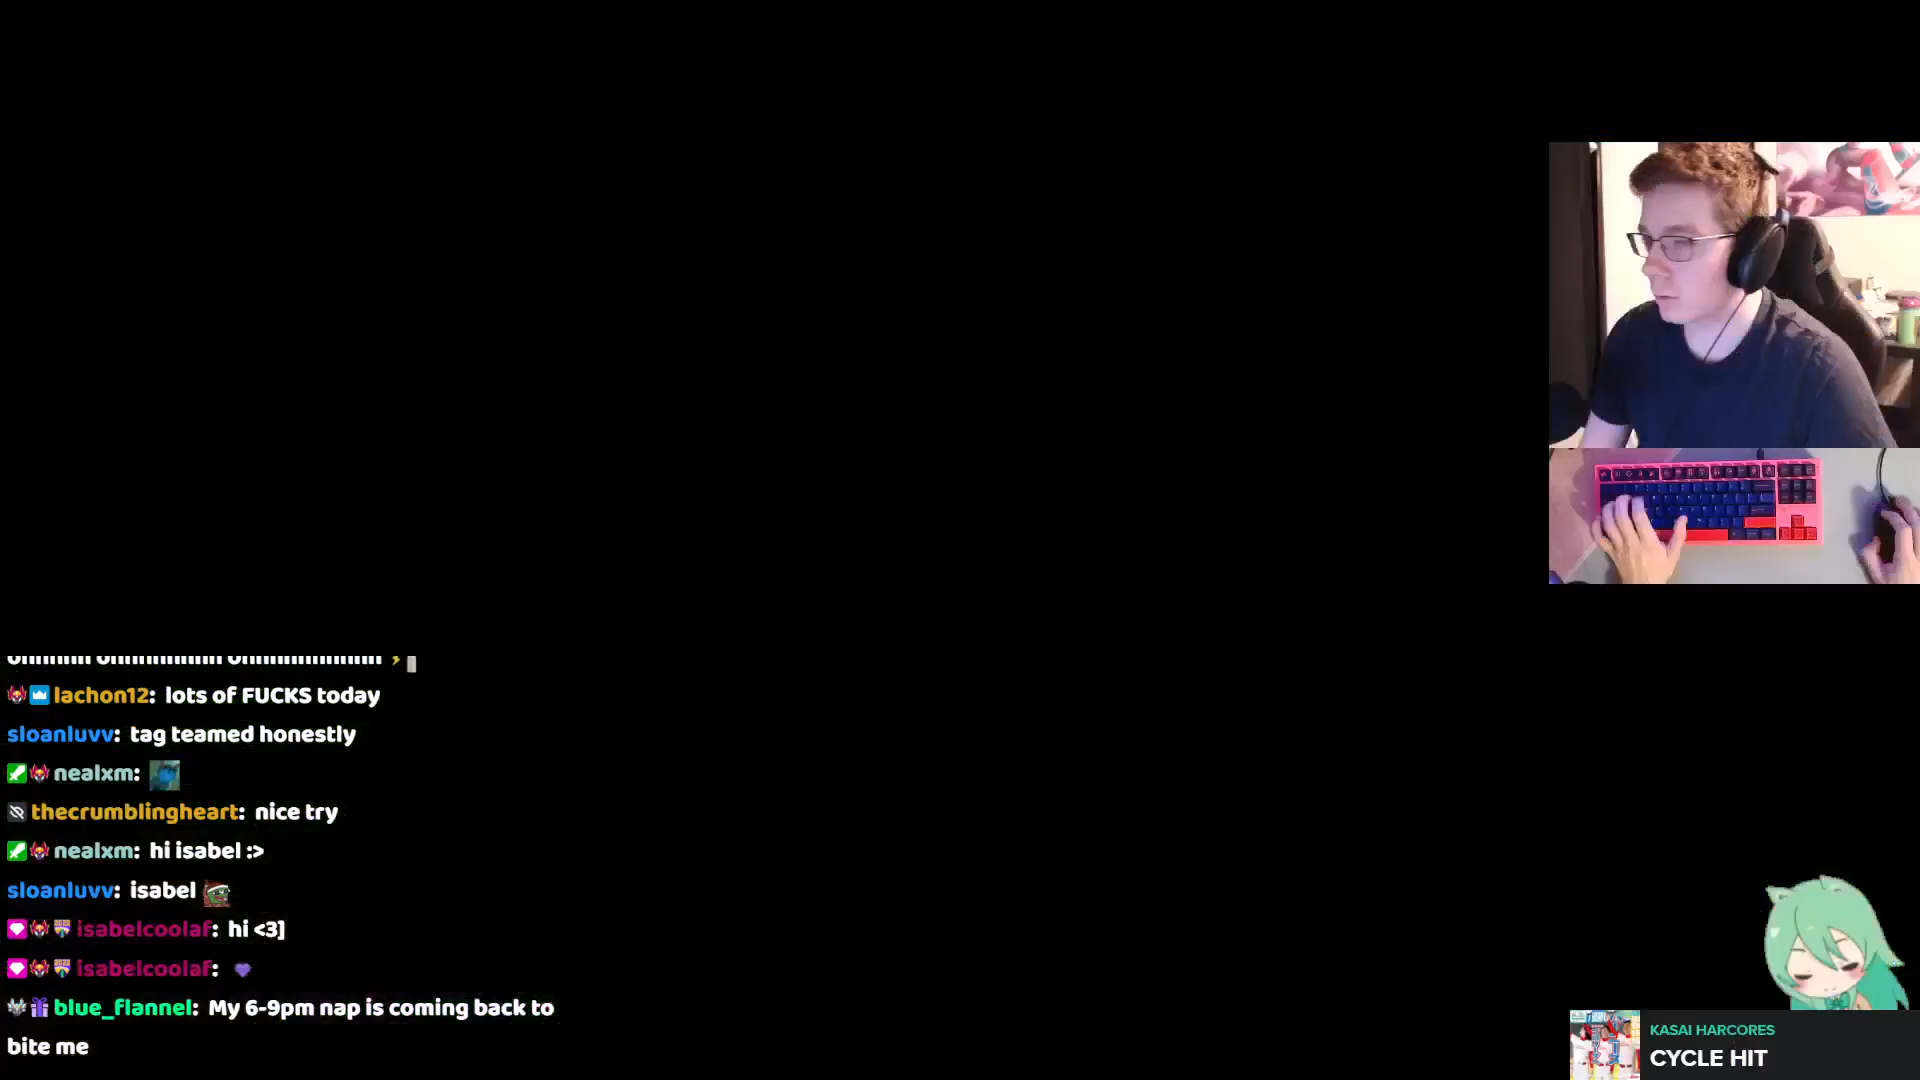 lachon12: lots of FUCKS today
sloanluvv: tag teamed honestly
nealxm:
thecrumblingheart: nice try
nealxm: hi isabel :>
sloanluvv: isabel
isabelcoolaf: hi <3]
isabelcoolaf:
blue_flannel: My 6-9pm nap is coming back to
bite me
KASAI HARCORES
CYCLE HIT